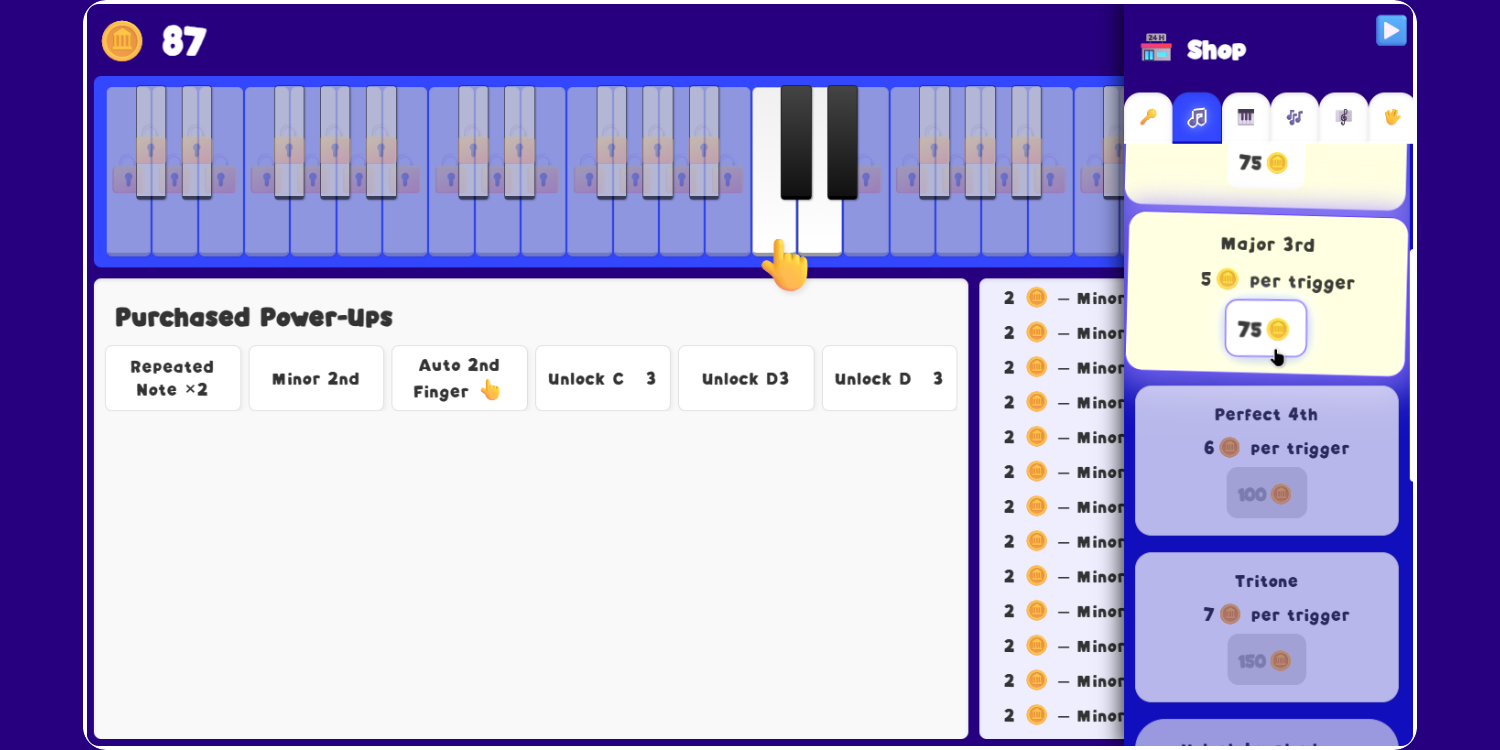 87
24 H
Shop
75
Major 3rd
5 per trigger
75
Perfect 4th
6 per trigger
100
Tritone
7 per trigger
150
Purchased Power-Ups
Repeated
Note ×2
Minor 2nd
Auto 2nd
Finger
Unlock C 3
Unlock D3
Unlock D 3
2 — Minor
2 — Minor
2 — Minor
2 — Minor
2 — Minor
2 — Minor
2 — Minor
2 — Minor
2 — Minor
2 — Minor
2 — Minor
2 — Minor
2 — Minor